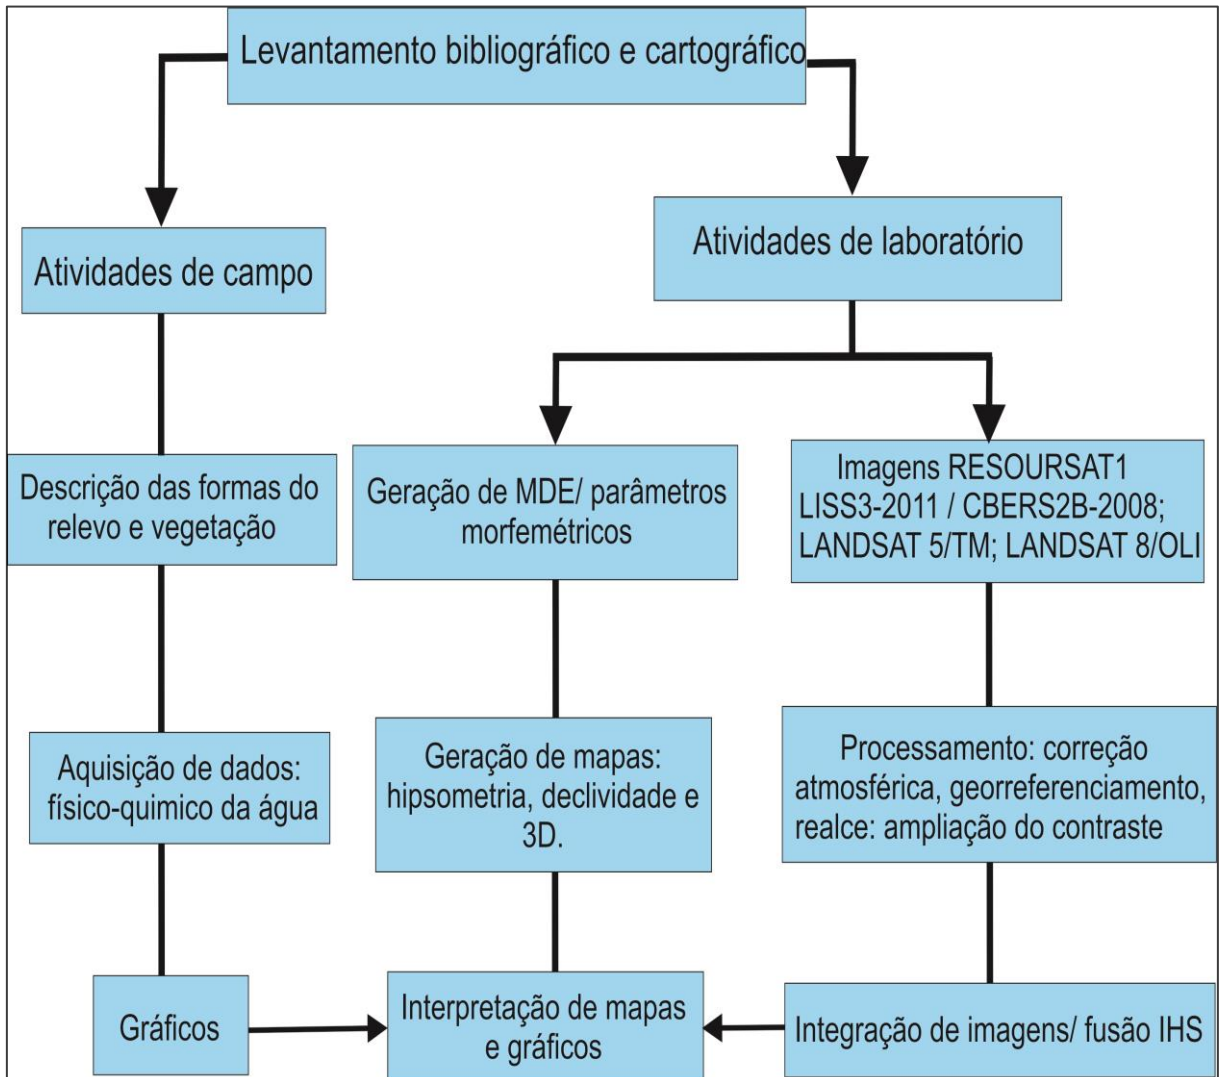 Levantamento bibliográfico e cartográfico
Atividades de campo
Atividades de laboratório
Descrição das formas do
relevo e vegetação
Geração de MDE/ parâmetros
morfemétricos
Imagens RESOURSAT1
LISS3-2011 / CBERS2B-2008;
LANDSAT 5/TM; LANDSAT 8/OLI
Aquisição de dados:
físico-quimico da água
Geração de mapas:
hipsometria, declividade e
3D.
Processamento: correção
atmosférica, georreferenciamento,
realce: ampliação do contraste
Gráficos
Interpretação de mapas
e gráficos
Integração de imagens/ fusão IHS